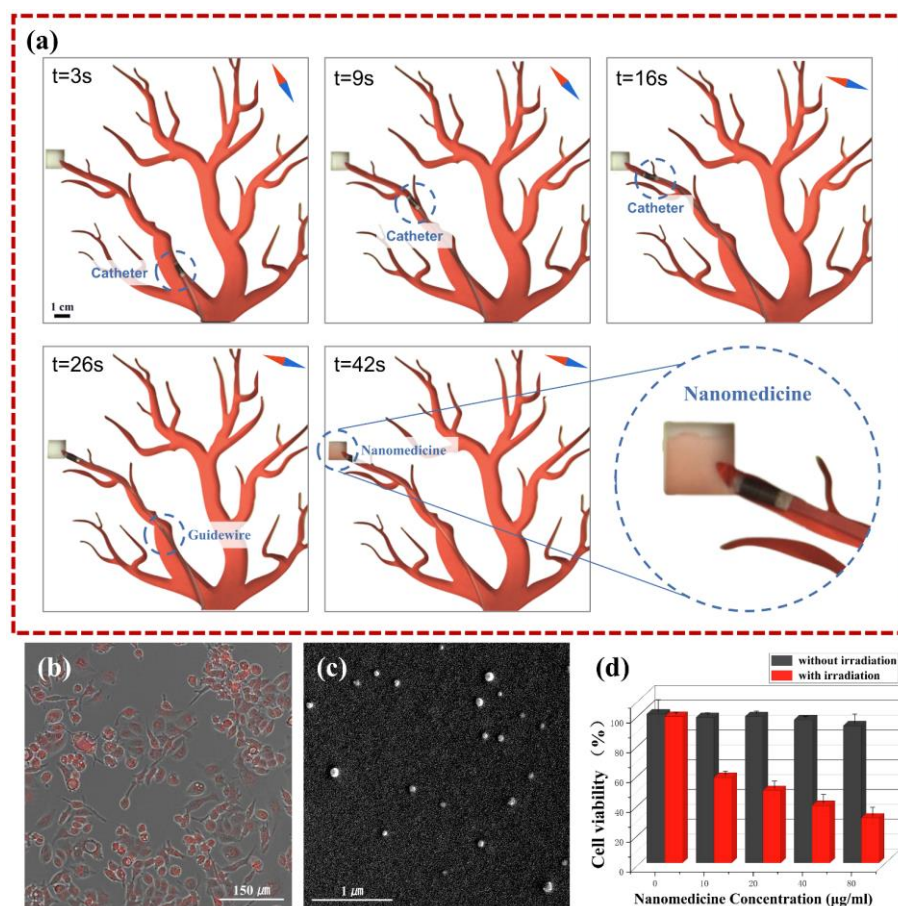 (a)
t=3s
t=9s
t=16s
Catheter
Catheter
Catheter
1 cm
t=26s
t=42s
Nanomedicine
Nanomedicine
Guidewire
(b)
(c)
(d)
150 μm
1 μm
without irradiation
with irradiation
Cell viability (%)
100
80
60
40
20
0
0 10 20 40 80
Nanomedicine Concentration (μg/ml)